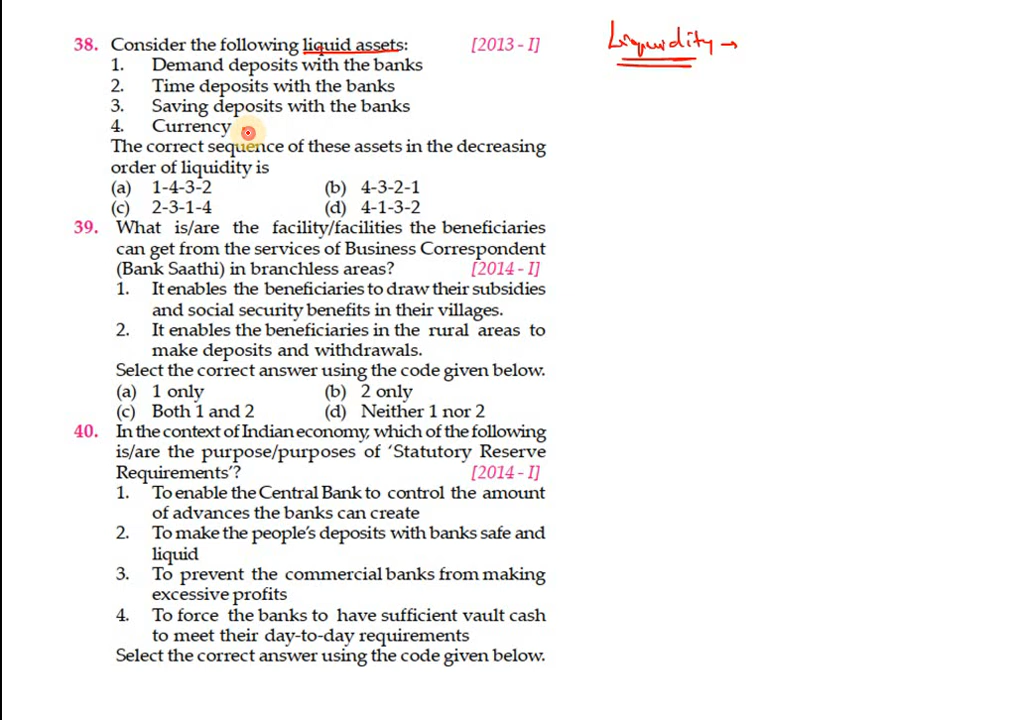 38. Consider the following liquid assets: [2013 - I]
1. Demand deposits with the banks
2. Time deposits with the banks
3. Saving deposits with the banks
4. Currency
The correct sequence of these assets in the decreasing
order of liquidity is
(a) 1-4-3-2 (b) 4-3-2-1
(c) 2-3-1-4 (d) 4-1-3-2
39. What is/are the facility/facilities the beneficiaries
can get from the services of Business Correspondent
(Bank Saathi) in branchless areas? [2014 - I]
1. It enables the beneficiaries to draw their subsidies
and social security benefits in their villages.
2. It enables the beneficiaries in the rural areas to
make deposits and withdrawals.
Select the correct answer using the code given below.
(a) 1 only (b) 2 only
(c) Both 1 and 2 (d) Neither 1 nor 2
40. In the context of Indian economy, which of the following
is/are the purpose/purposes of ‘Statutory Reserve
Requirements’? [2014 - I]
1. To enable the Central Bank to control the amount
of advances the banks can create
2. To make the people’s deposits with banks safe and
liquid
3. To prevent the commercial banks from making
excessive profits
4. To force the banks to have sufficient vault cash
to meet their day-to-day requirements
Select the correct answer using the code given below.
Liquidity →